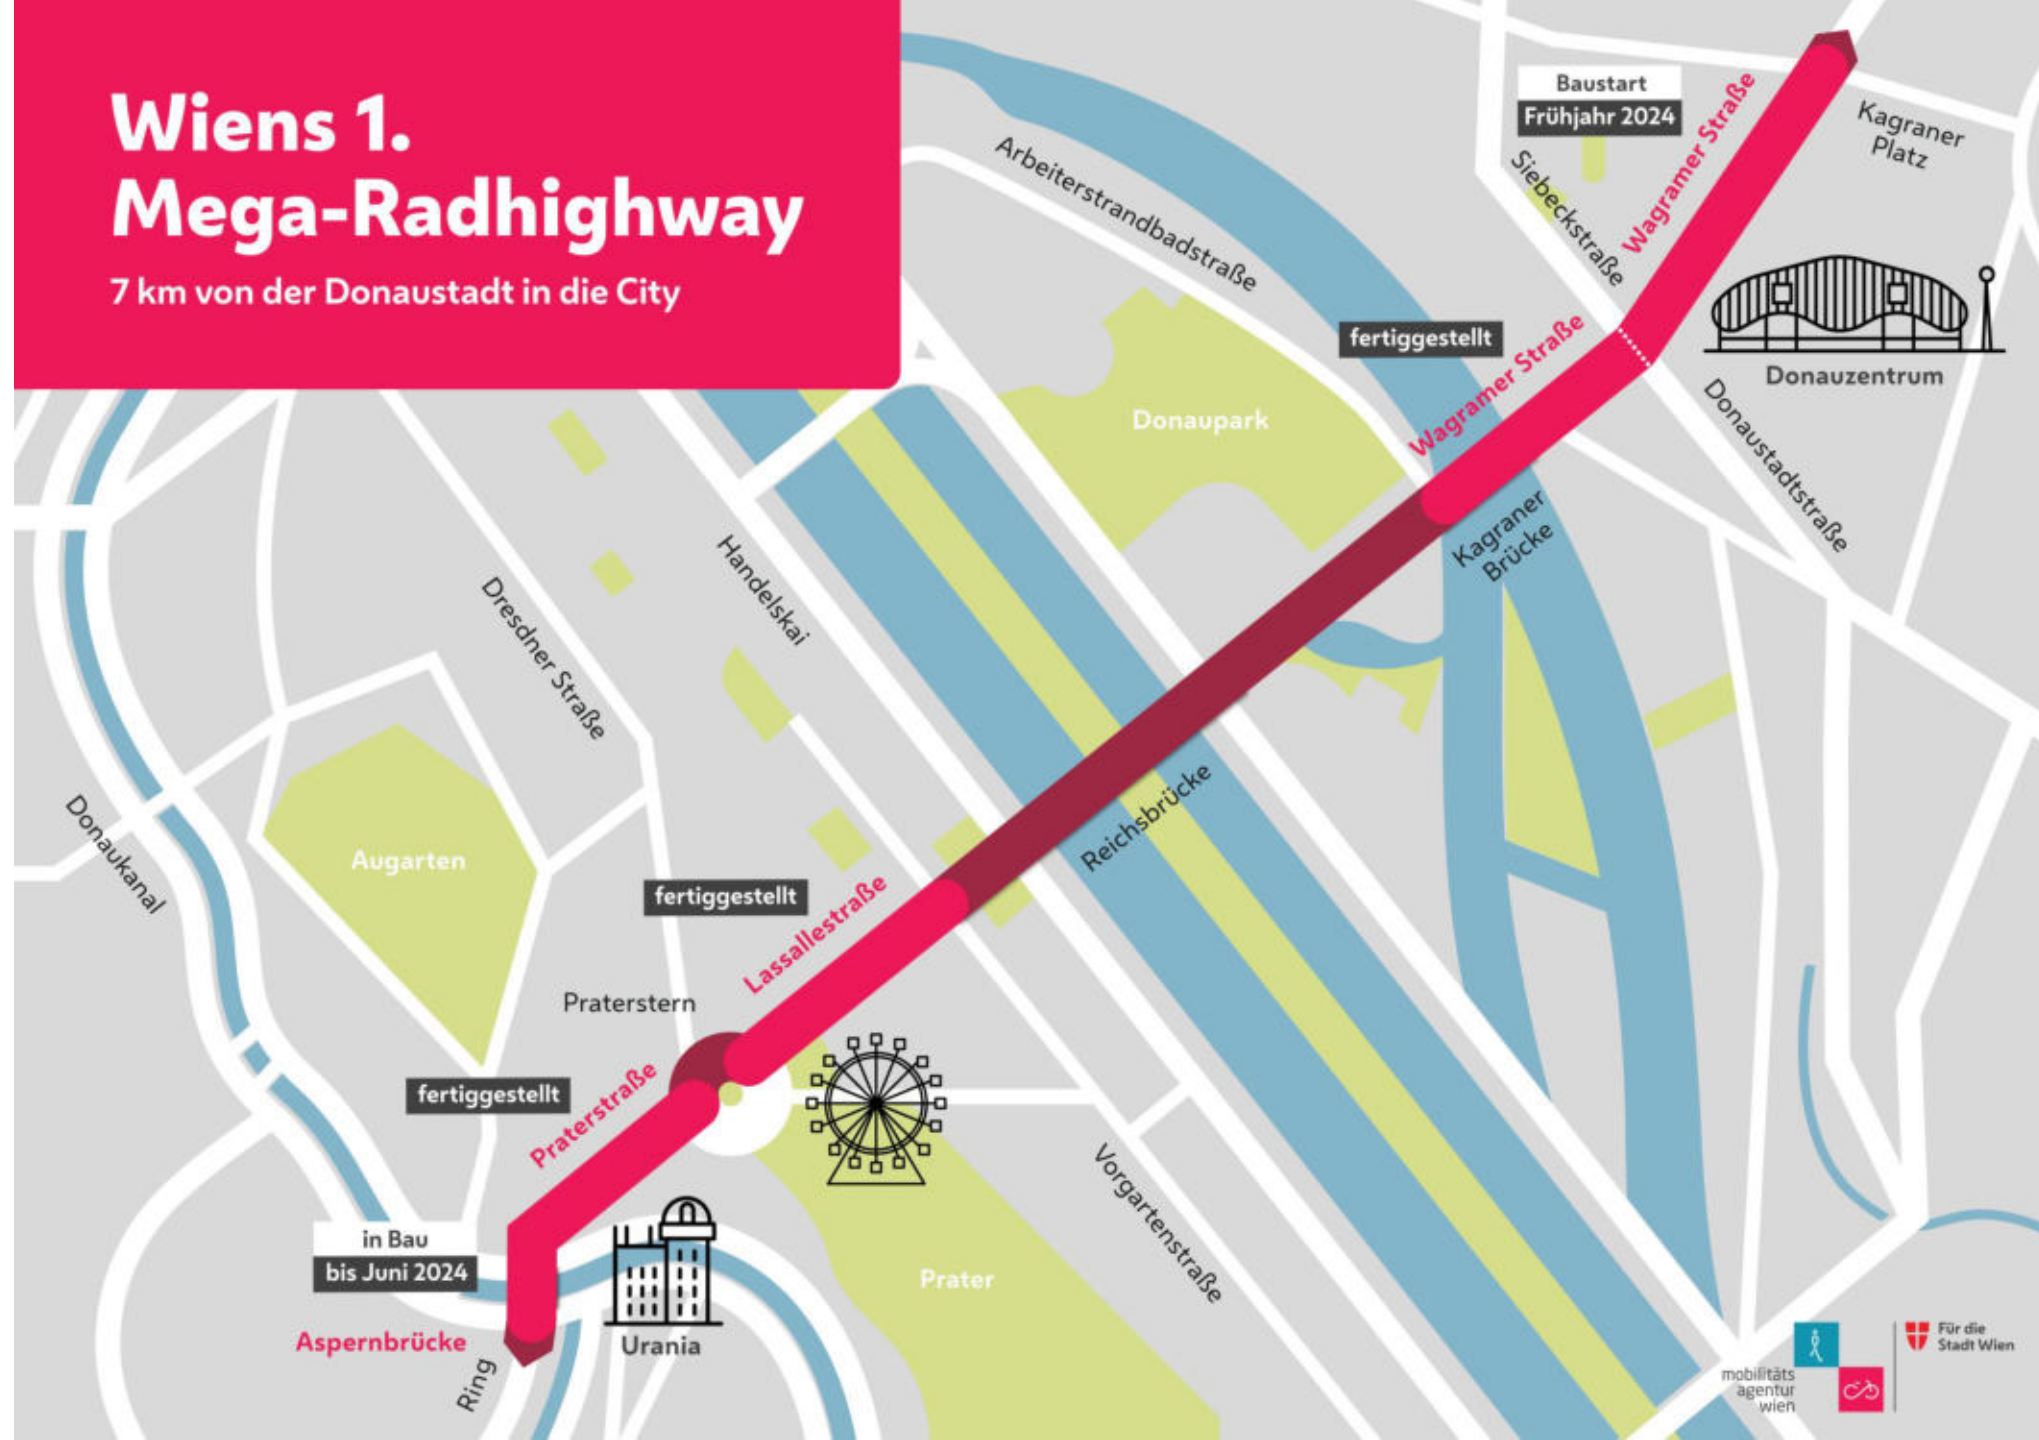 Wiens 1.
Mega-Radhighway
7 km von der Donaustadt in die City
Baustart
Frühjahr 2024
Wagramer Straße
Kagraner
Platz
Siebeckstraße
Arbeiterstrandbadstraße
fertiggestellt
Wagramer Straße
Donauzentrum
Donaupark
Donaustadtstraße
Kagraner
Brücke
Handelskai
Dresdner Straße
Reichsbrücke
Donaukanal
Augarten
fertiggestellt
Lassallestraße
Praterstern
fertiggestellt
Praterstraße
Vorgartenstraße
in Bau
bis Juni 2024
Prater
Aspernbrücke
Urania
Ring
mobilitäts
agentur
wien
Für die
Stadt Wien